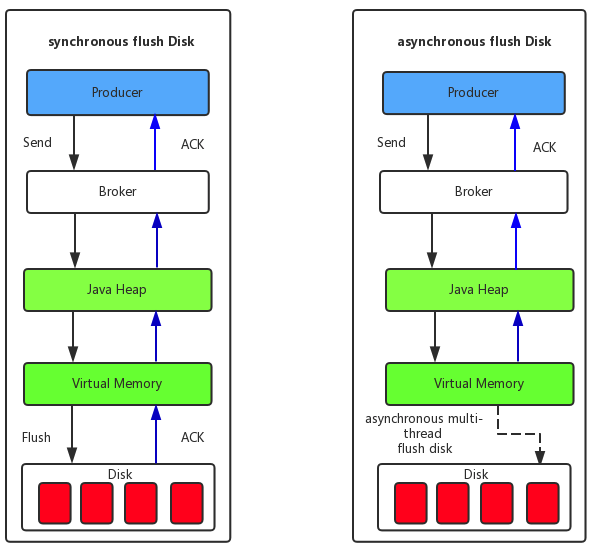 synchronous flush Disk
Producer
Send
ACK
Broker
Java Heap
Virtual Memory
Flush
ACK
Disk
asynchronous flush Disk
Producer
Send
ACK
Broker
Java Heap
Virtual Memory
asynchronous multi-
thread
flush disk
Disk